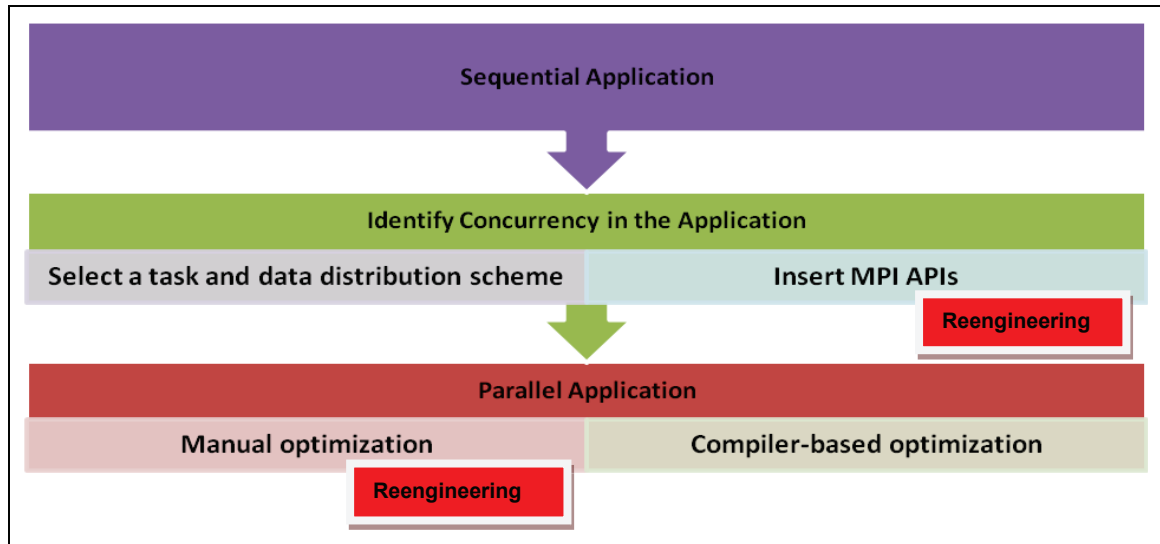 Sequential Application
Identify Concurrency in the Application
Select a task and data distribution scheme
Insert MPI APIs
Reengineering
Parallel Application
Manual optimization
Compiler-based optimization
Reengineering